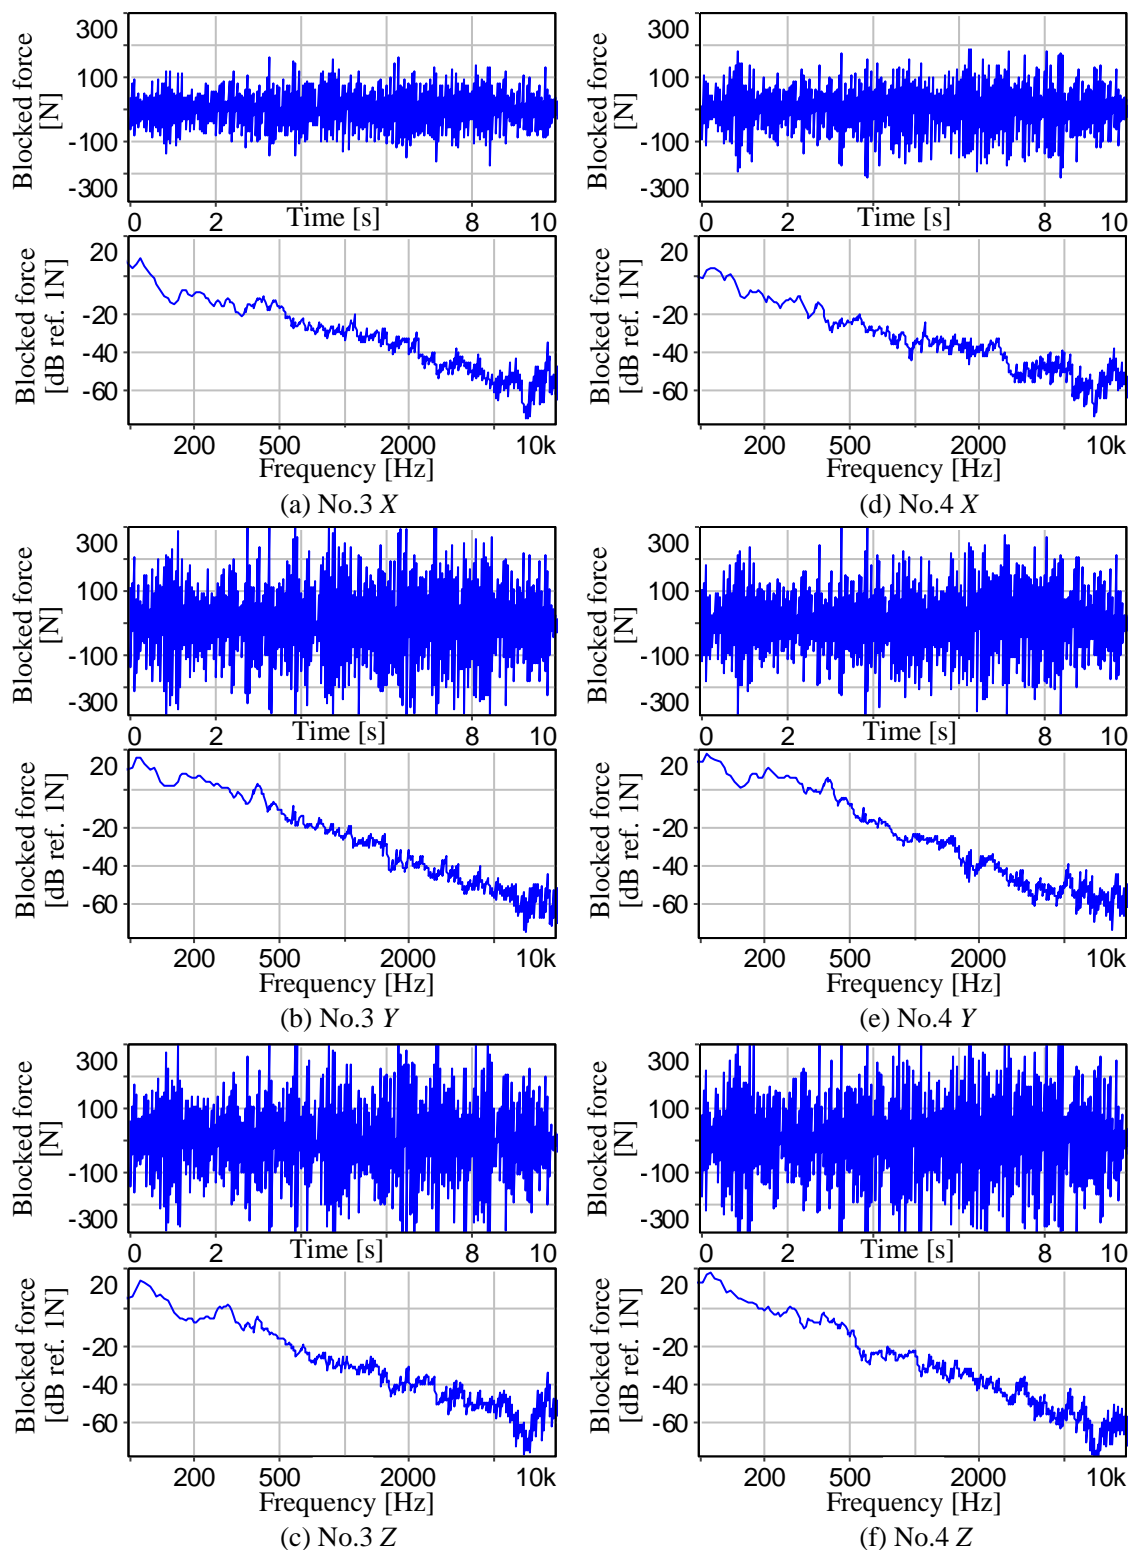 300
100
-100
-300
Blocked force
[N]
0 2 Time [s] 8 10
20
-20
-40
-60
Blocked force
[dB ref. 1N]
200 500 2000 10k
Frequency [Hz]
(a) No.3 X
300
100
-100
-300
Blocked force
[N]
0 2 Time [s] 8 10
20
-20
-40
-60
Blocked force
[dB ref. 1N]
200 500 2000 10k
Frequency [Hz]
(d) No.4 X
300
100
-100
-300
Blocked force
[N]
0 2 Time [s] 8 10
20
-20
-40
-60
Blocked force
[dB ref. 1N]
200 500 2000 10k
Frequency [Hz]
(b) No.3 Y
300
100
-100
-300
Blocked force
[N]
0 2 Time [s] 8 10
20
-20
-40
-60
Blocked force
[dB ref. 1N]
200 500 2000 10k
Frequency [Hz]
(e) No.4 Y
300
100
-100
-300
Blocked force
[N]
0 2 Time [s] 8 10
20
-20
-40
-60
Blocked force
[dB ref. 1N]
200 500 2000 10k
Frequency [Hz]
(c) No.3 Z
300
100
-100
-300
Blocked force
[N]
0 2 Time [s] 8 10
20
-20
-40
-60
Blocked force
[dB ref. 1N]
200 500 2000 10k
Frequency [Hz]
(f) No.4 Z